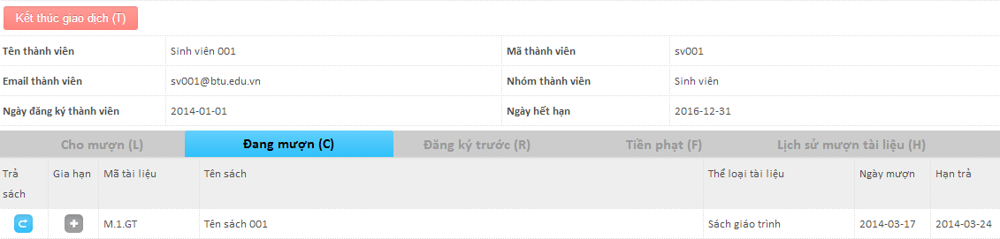 Kết thúc giao dịch (T)
Tên thành viên Sinh viên 001 Mã thành viên sv001
Email thành viên sv001@btu.edu.vn Nhóm thành viên Sinh viên
Ngày đăng ký thành viên 2014-01-01 Ngày hết hạn 2016-12-31
Cho mượn (L) Đang mượn (C) Đăng ký trước (R) Tiền phạt (F) Lịch sử mượn tài liệu (H)
Trả sách Gia hạn Mã tài liệu Tên sách Thể loại tài liệu Ngày mượn Hạn trả
M.1.GT Tên sách 001 Sách giáo trình 2014-03-17 2014-03-24